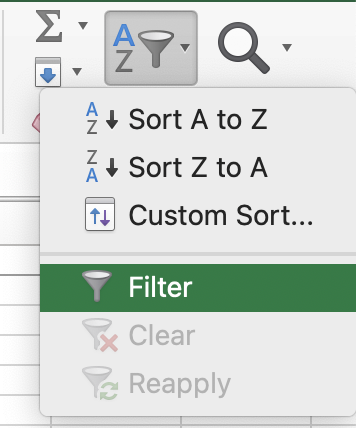 Σ
A
Z
A
Z Sort A to Z
Z
A Sort Z to A
Custom Sort...
Filter
Clear
Reapply